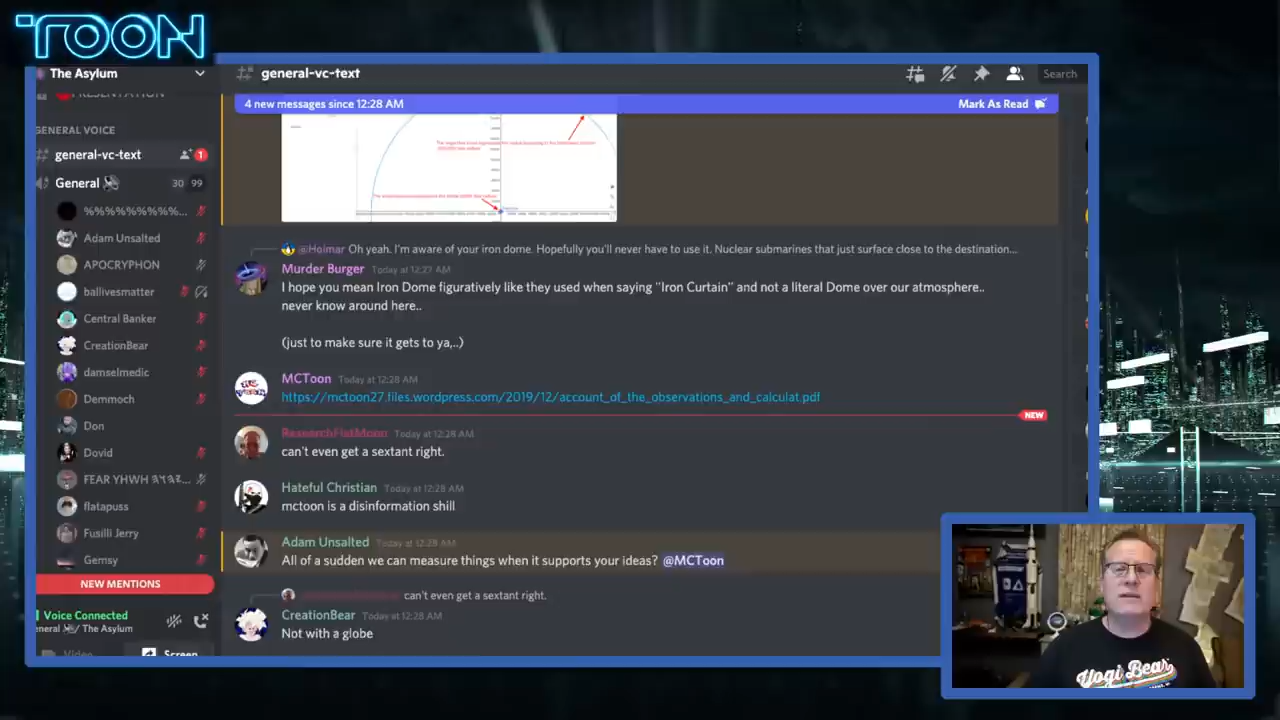 TOON
The Asylum
general-vc-text
Search
4 new messages since 12:28 AM
Mark As Read
PRESENTATION
GENERAL VOICE
general-vc-text
1
General
30 99
%%%%%%%%%...
Adam Unsalted
APOCRYPHON
ballivesmatter
Central Banker
CreationBear
damselmedic
Demmoch
Don
Dovid
FEAR YHWH
flatapuss
Fusilli Jerry
Gemsy
NEW MENTIONS
Voice Connected
eneral / The Asylum
Video
Screen
@Hoimar Oh yeah. I'm aware of your iron dome. Hopefully you'll never have to use it. Nuclear submarines that just surface close to the destination...
Murder Burger Today at 12:27 AM
I hope you mean Iron Dome figuratively like they used when saying "Iron Curtain" and not a literal Dome over our atmosphere..
never know around here..
(just to make sure it gets to ya,..)
MCToon Today at 12:28 AM
https://mctoon27.files.wordpress.com/2019/12/account_of_the_observations_and_calculat.pdf
NEW
ResearchFlatMoon Today at 12:28 AM
can't even get a sextant right.
Hateful Christian Today at 12:28 AM
mctoon is a disinformation shill
Adam Unsalted Today at 12:28 AM
All of a sudden we can measure things when it supports your ideas? @MCToon
can't even get a sextant right.
CreationBear Today at 12:28 AM
Not with a globe
Yogi Bear